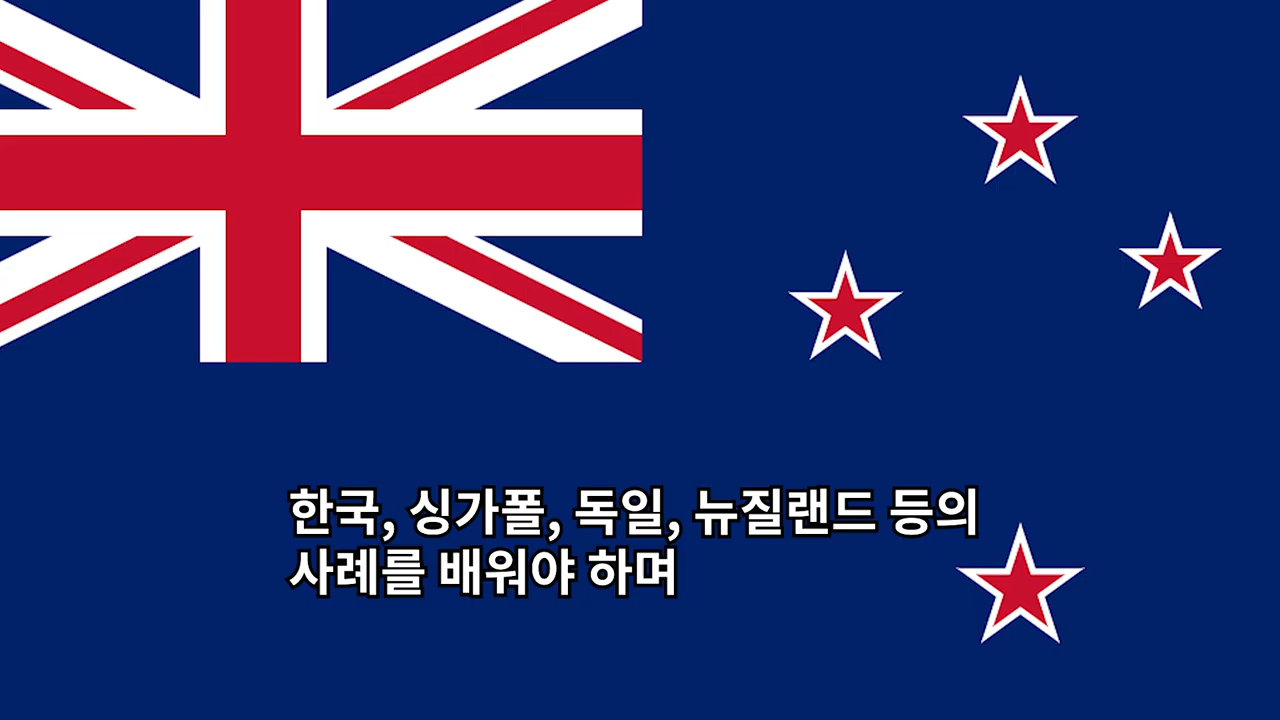 한국, 싱가폴, 독일, 뉴질랜드 등의
사례를 배워야 하며